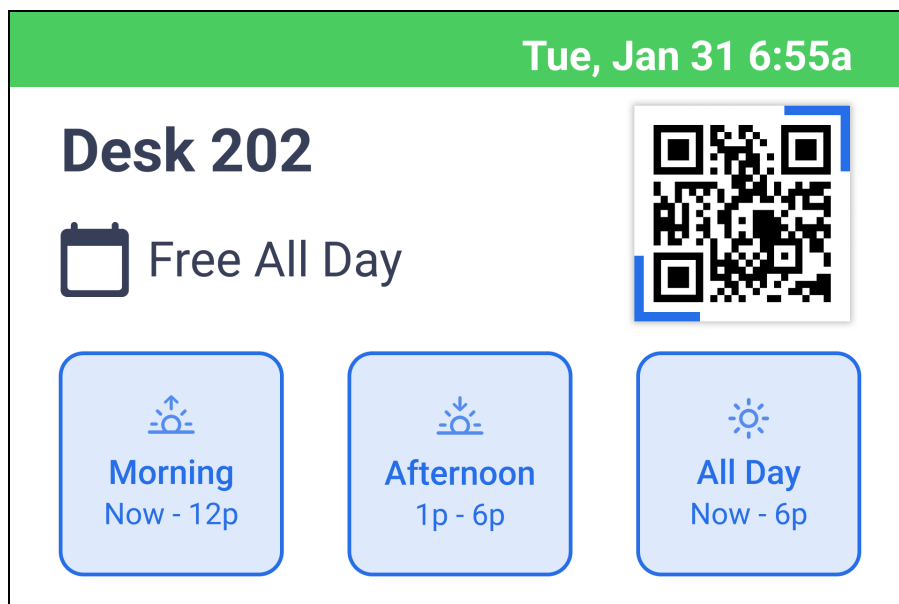 Tue, Jan 31 6:55a
Desk 202
Free All Day
Morning
Now - 12p
Afternoon
1p - 6p
All Day
Now - 6p